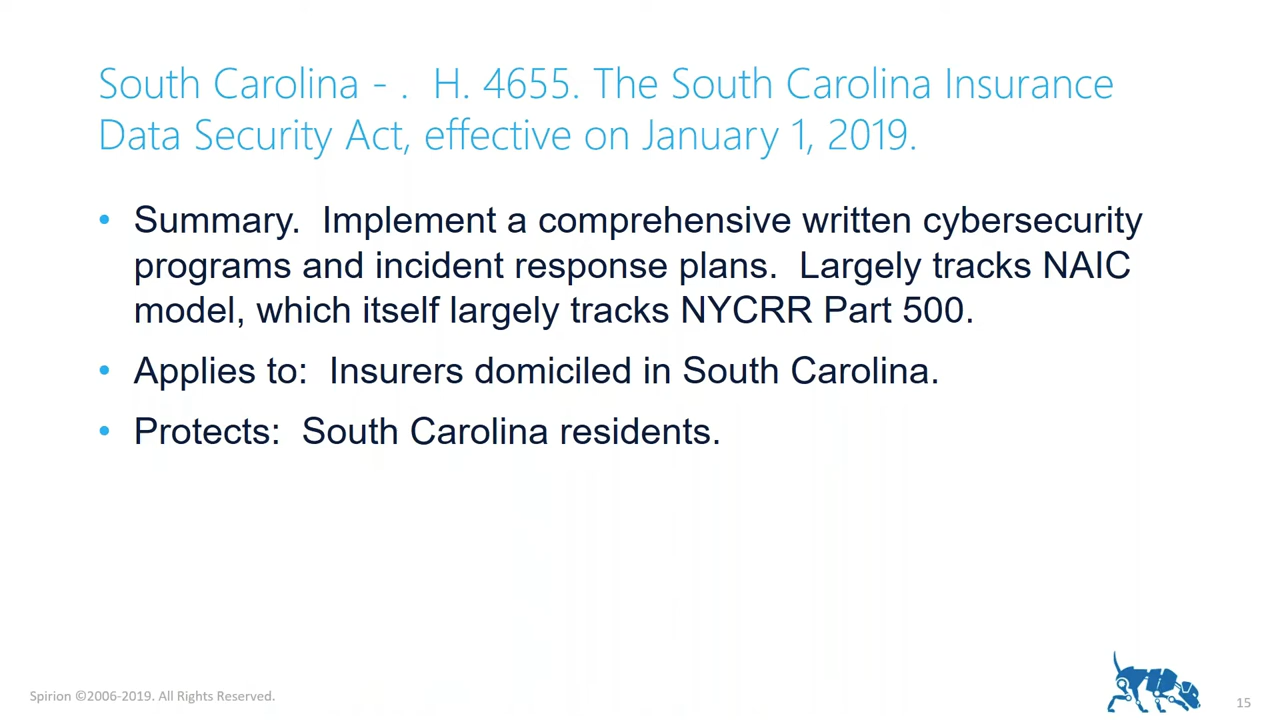 South Carolina - .  H. 4655. The South Carolina Insurance
Data Security Act, effective on January 1, 2019.
• Summary.  Implement a comprehensive written cybersecurity
programs and incident response plans.  Largely tracks NAIC
model, which itself largely tracks NYCRR Part 500.
• Applies to:  Insurers domiciled in South Carolina.
• Protects:  South Carolina residents.
Spirion ©2006-2019. All Rights Reserved.
15